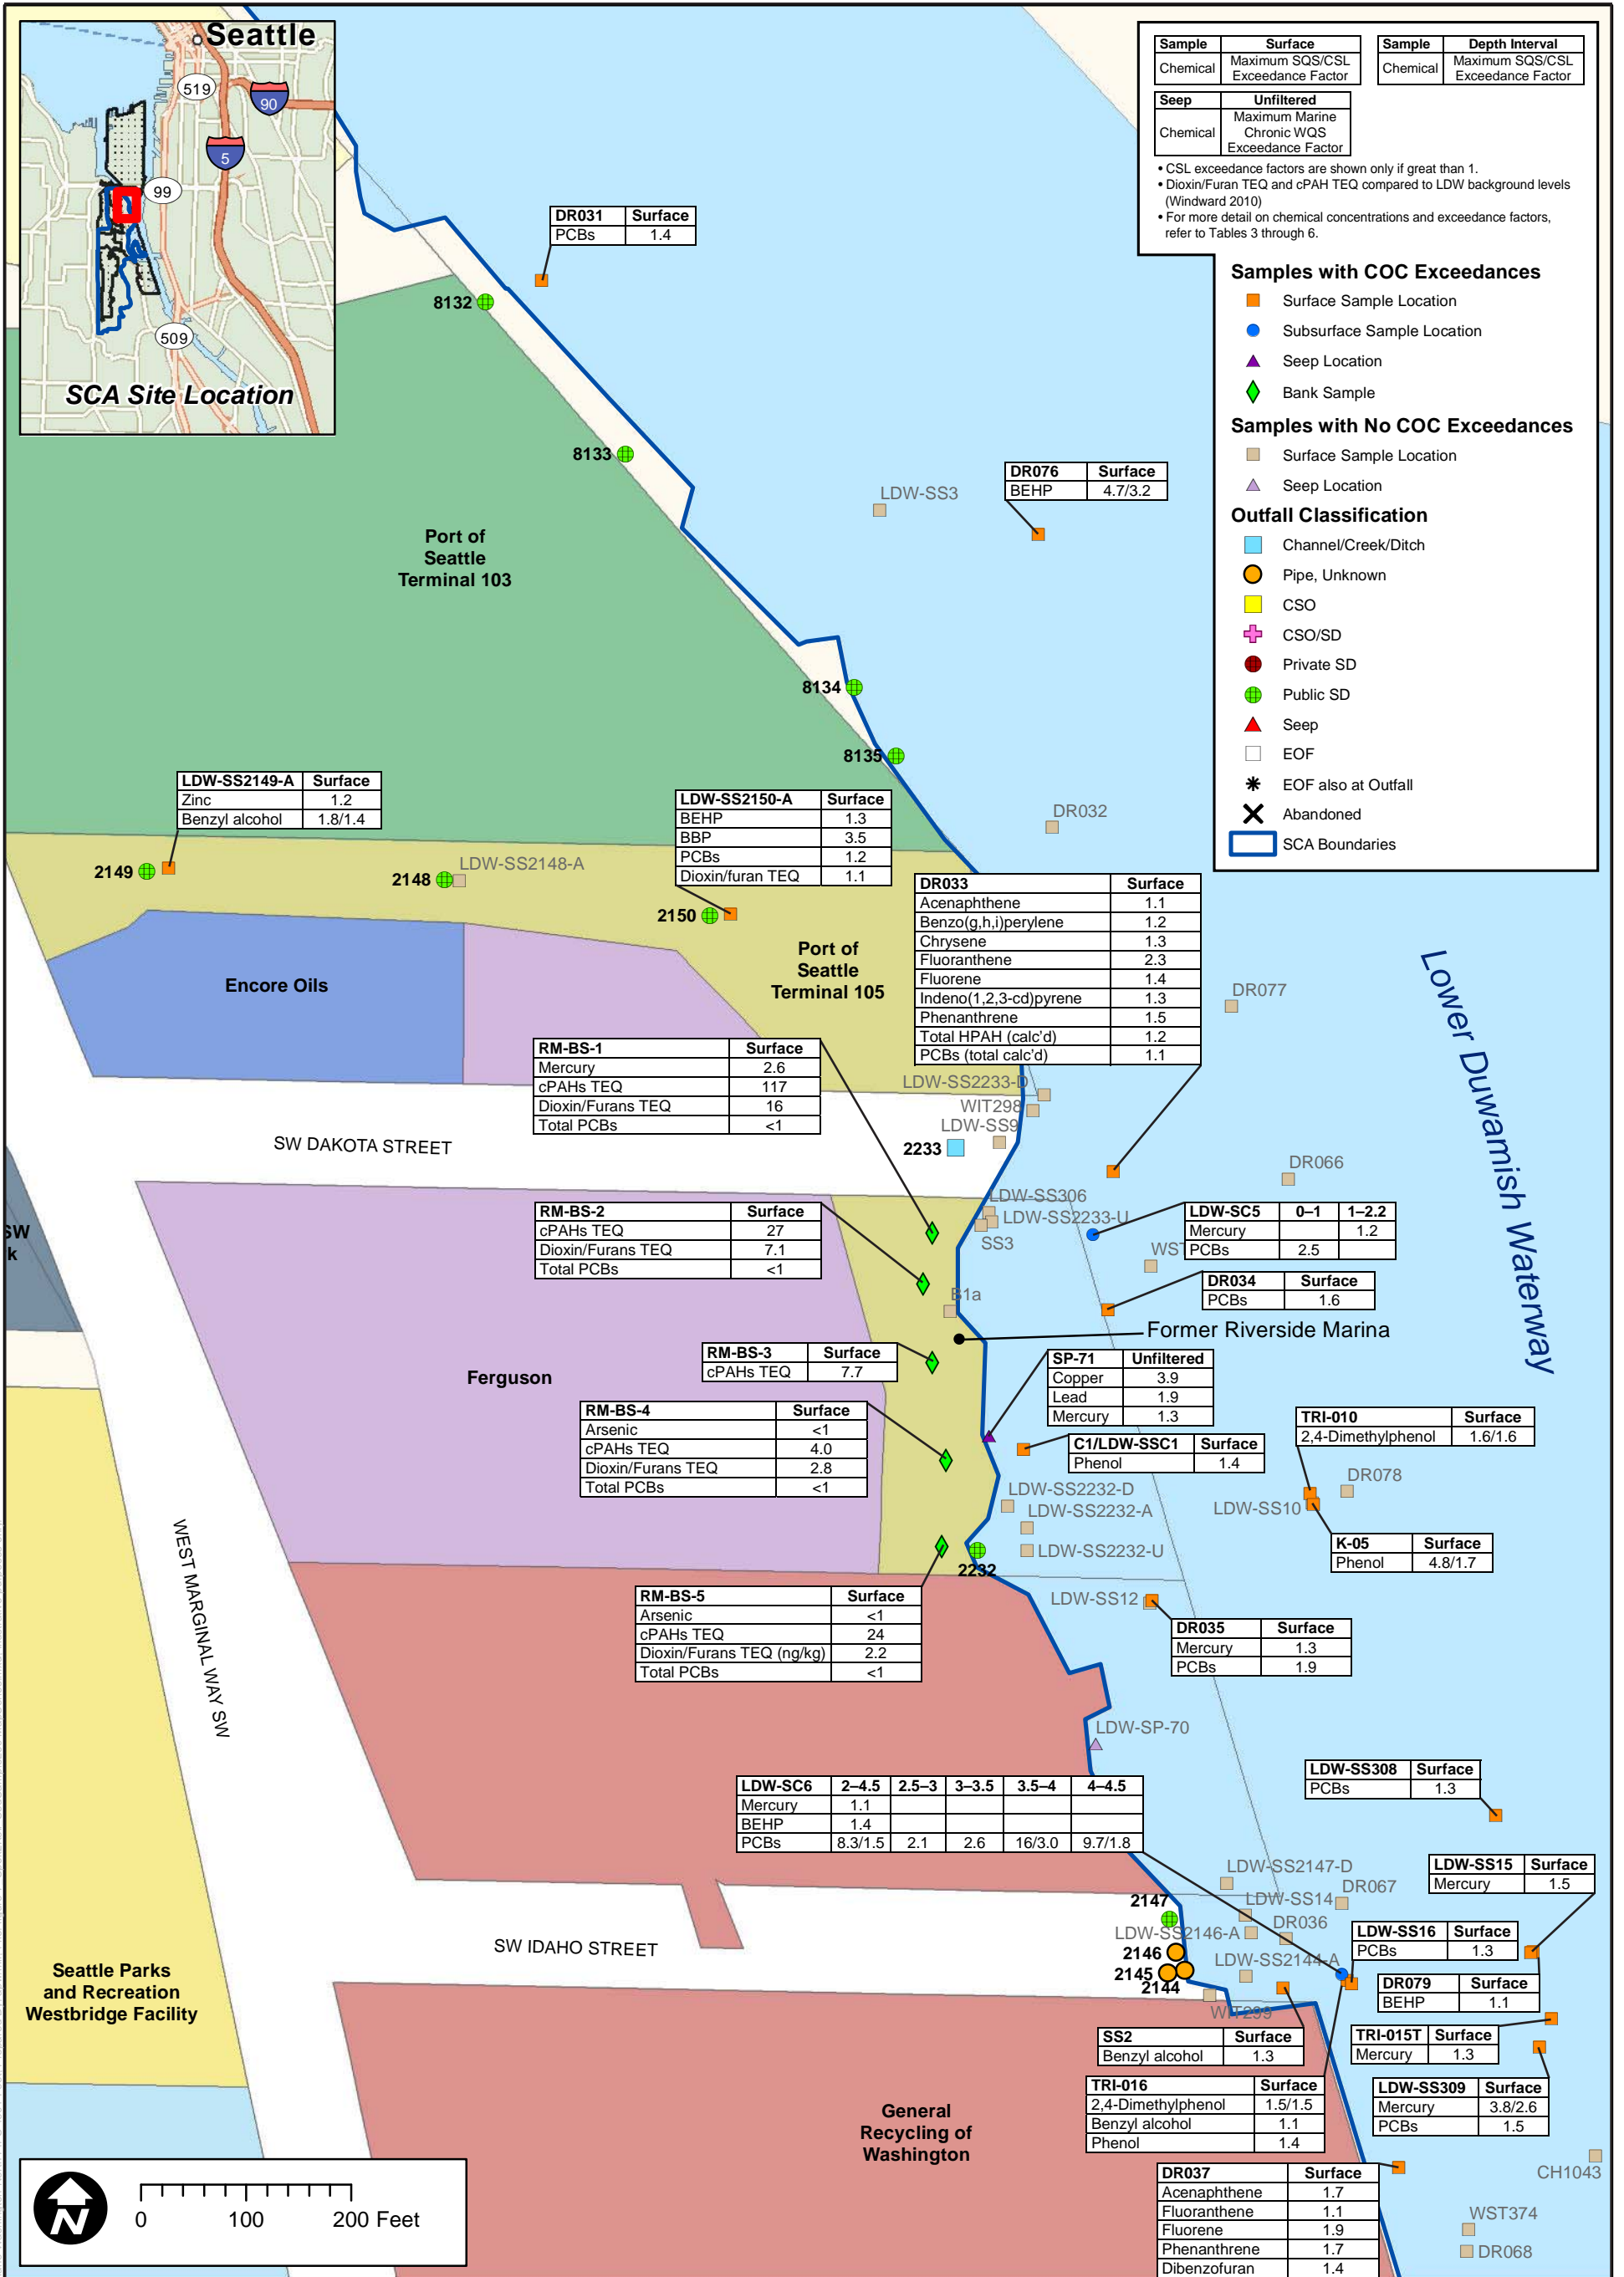 Seattle
519
90
5
99
509
SCA Site Location
Sample Surface
Chemical Maximum SQS/CSL Exceedance Factor
Sample Depth Interval
Chemical Maximum SQS/CSL Exceedance Factor
Seep Unfiltered
Chemical Maximum Marine Chronic WQS Exceedance Factor
• CSL exceedance factors are shown only if great than 1.
• Dioxin/Furan TEQ and cPAH TEQ compared to LDW background levels
(Windward 2010)
• For more detail on chemical concentrations and exceedance factors,
refer to Tables 3 through 6.
Samples with COC Exceedances
Surface Sample Location
Subsurface Sample Location
Seep Location
Bank Sample
Samples with No COC Exceedances
Surface Sample Location
Seep Location
Outfall Classification
Channel/Creek/Ditch
Pipe, Unknown
CSO
CSO/SD
Private SD
Public SD
Seep
EOF
EOF also at Outfall
Abandoned
SCA Boundaries
DR031 Surface
PCBs 1.4
8132
8133
LDW-SS3
DR076 Surface
BEHP 4.7/3.2
Port of
Seattle
Terminal 103
8134
8135
DR032
LDW-SS2149-A Surface
Zinc 1.2
Benzyl alcohol 1.8/1.4
2149
2148
LDW-SS2148-A
LDW-SS2150-A Surface
BEHP 1.3
BBP 3.5
PCBs 1.2
Dioxin/furan TEQ 1.1
2150
Port of
Seattle
Terminal 105
Encore Oils
DR033 Surface
Acenaphthene 1.1
Benzo(g,h,i)perylene 1.2
Chrysene 1.3
Fluoranthene 2.3
Fluorene 1.4
Indeno(1,2,3-cd)pyrene 1.3
Phenanthrene 1.5
Total HPAH (calc'd) 1.2
PCBs (total calc'd) 1.1
DR077
Lower Duwamish Waterway
RM-BS-1 Surface
Mercury 2.6
cPAHs TEQ 117
Dioxin/Furans TEQ 16
Total PCBs <1
LDW-SS2233-D
WIT298
LDW-SS9
2233
SW DAKOTA STREET
DR066
RM-BS-2 Surface
cPAHs TEQ 27
Dioxin/Furans TEQ 7.1
Total PCBs <1
LDW-SS306
LDW-SS2233-U
SS3
LDW-SC5 0–1 1–2.2
Mercury 1.2
PCBs 2.5
SW
k
WST
B1a
DR034 Surface
PCBs 1.6
Former Riverside Marina
RM-BS-3 Surface
cPAHs TEQ 7.7
Ferguson
SP-71 Unfiltered
Copper 3.9
Lead 1.9
Mercury 1.3
RM-BS-4 Surface
Arsenic <1
cPAHs TEQ 4.0
Dioxin/Furans TEQ 2.8
Total PCBs <1
C1/LDW-SSC1 Surface
Phenol 1.4
TRI-010 Surface
2,4-Dimethylphenol 1.6/1.6
DR078
LDW-SS10
LDW-SS2232-D
LDW-SS2232-A
LDW-SS2232-U
K-05 Surface
Phenol 4.8/1.7
2232
WEST MARGINAL WAY SW
RM-BS-5 Surface
Arsenic <1
cPAHs TEQ 24
Dioxin/Furans TEQ (ng/kg) 2.2
Total PCBs <1
LDW-SS12
DR035 Surface
Mercury 1.3
PCBs 1.9
LDW-SP-70
LDW-SC6 2–4.5 2.5–3 3–3.5 3.5–4 4–4.5
Mercury 1.1
BEHP 1.4
PCBs 8.3/1.5 2.1 2.6 16/3.0 9.7/1.8
LDW-SS308 Surface
PCBs 1.3
LDW-SS2147-D
LDW-SS15 Surface
Mercury 1.5
DR067
2147
LDW-SS14
LDW-SS2146-A
DR036
LDW-SS16 Surface
PCBs 1.3
SW IDAHO STREET
2146
2145
2144
LDW-SS2144-A
WIT299
DR079 Surface
BEHP 1.1
Seattle Parks
and Recreation
Westbridge Facility
SS2 Surface
Benzyl alcohol 1.3
TRI-015T Surface
Mercury 1.3
TRI-016 Surface
2,4-Dimethylphenol 1.5/1.5
Benzyl alcohol 1.1
Phenol 1.4
LDW-SS309 Surface
Mercury 3.8/2.6
PCBs 1.5
General
Recycling of
Washington
CH1043
DR037 Surface
Acenaphthene 1.7
Fluoranthene 1.1
Fluorene 1.9
Phenanthrene 1.7
Dibenzofuran 1.4
WST374
DR068
N
0 100 200 Feet